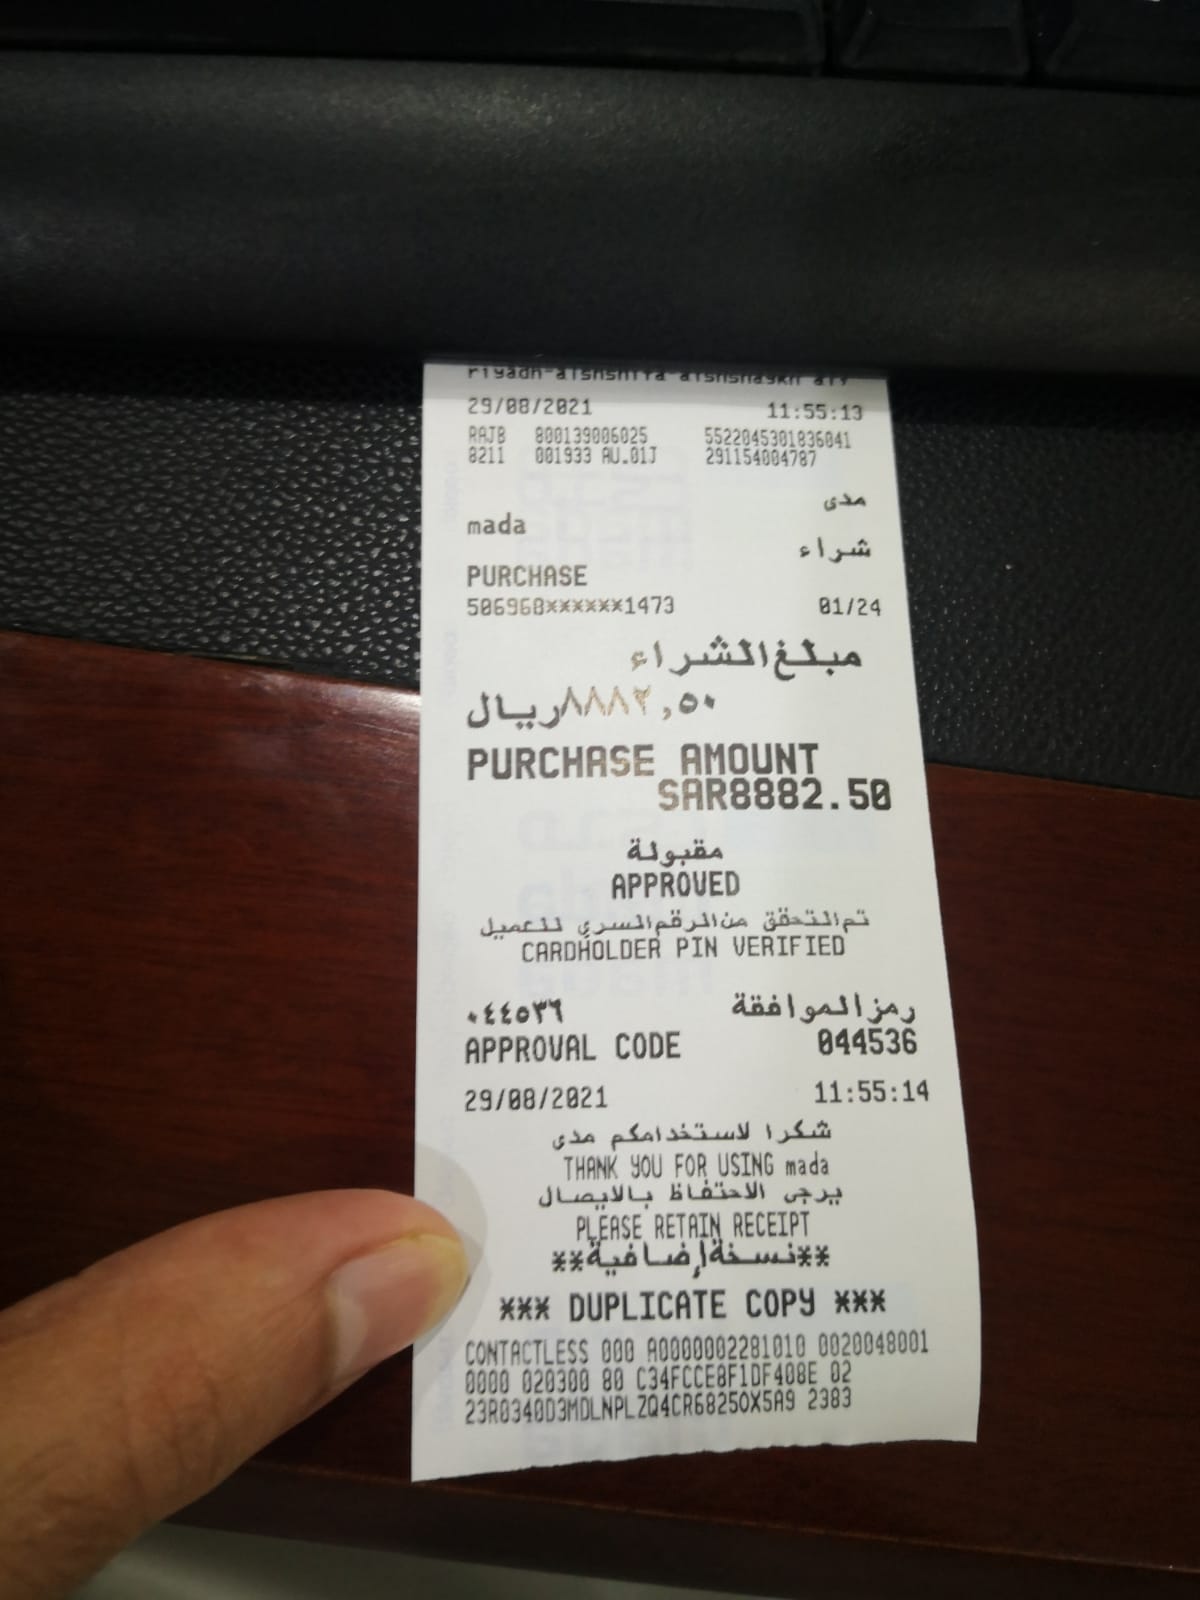 29/08/2021 11:55:13
RAJB 800139006025 5522045301836041
8211 001933 AU.01J 291154004787
مدى
mada
شراء
PURCHASE
506968******1473 01/24
مبلغ الشراء
٨٨٨٢,٥٠ ريال
PURCHASE AMOUNT
SAR8882.50
مقبولة
APPROVED
تم التحقق من الرقم السري للعميل
CARDHOLDER PIN VERIFIED
رمز الموافقة ٠٤٤٥٣٦
APPROVAL CODE 044536
29/08/2021 11:55:14
شكرا لاستخدامكم مدى
THANK YOU FOR USING mada
يرجى الاحتفاظ بالايصال
PLEASE RETAIN RECEIPT
**نسخة إضافية**
*** DUPLICATE COPY ***
CONTACTLESS 000 A0000002281010 0020048001
0000 020300 80 C34FCCE8F1DF408E 02
23R0340D3MDLNPLZQ4CR6825OX5A9 2383